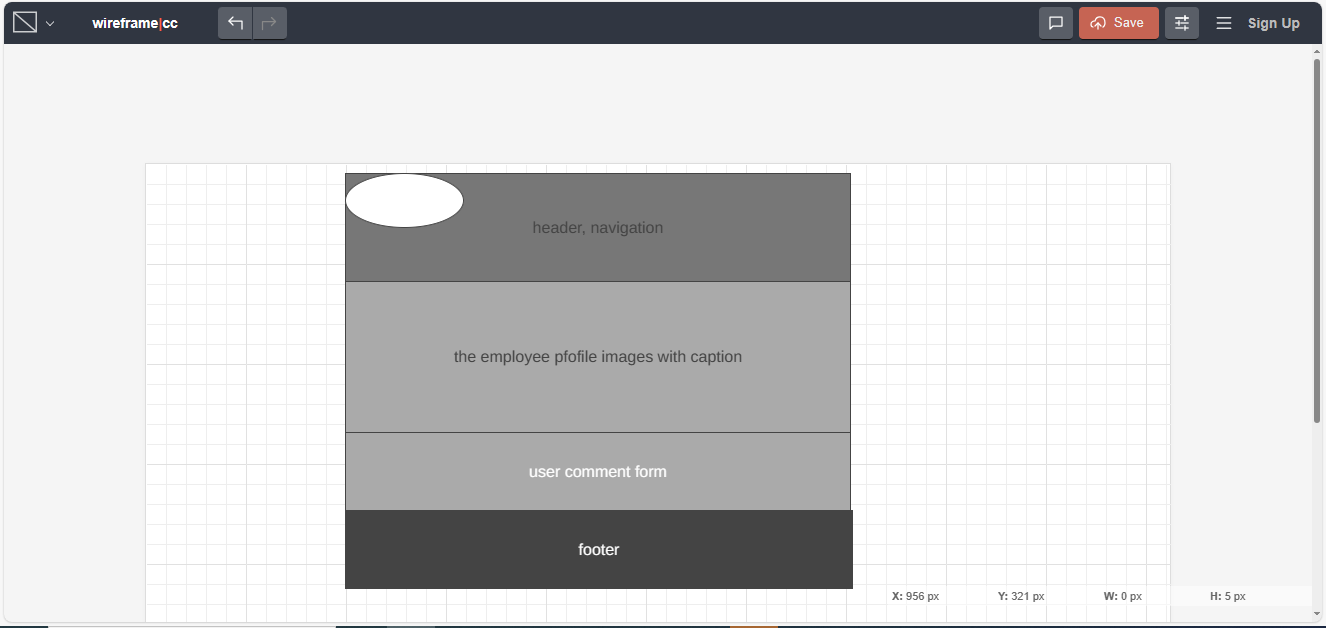 wireframe|cc
Save
Sign Up
header, navigation
the employee pfofile images with caption
user comment form
footer
X: 956 px Y: 321 px W: 0 px H: 5 px